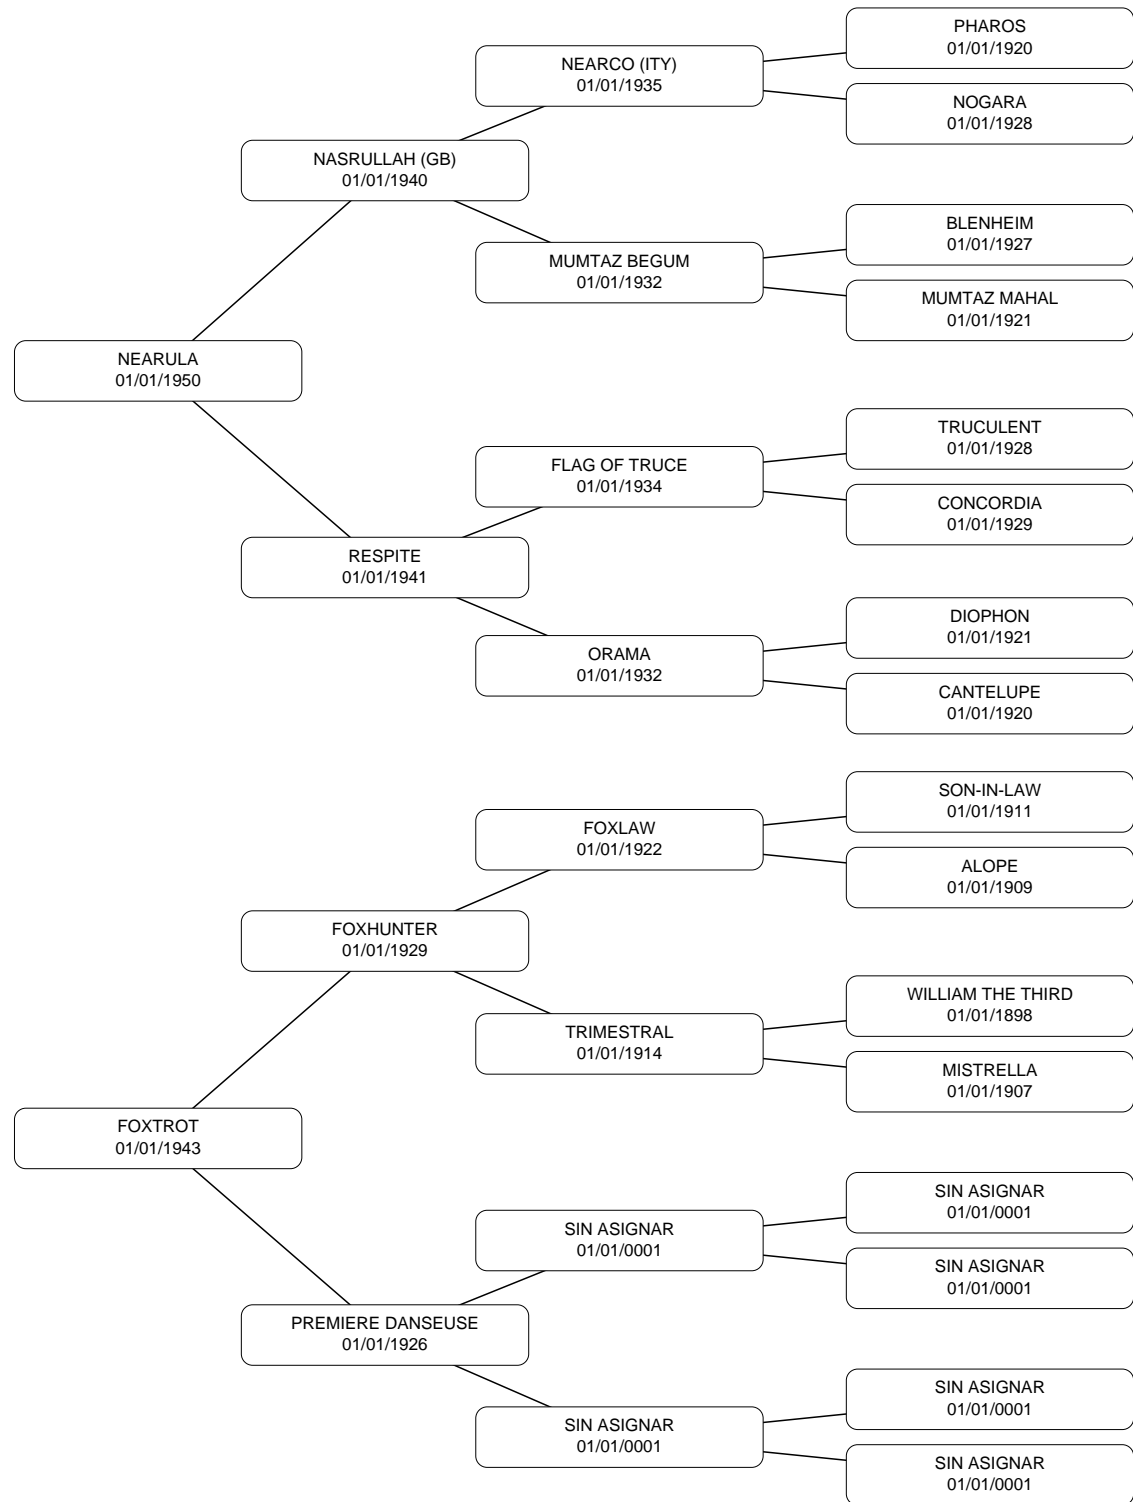 PHAROS
01/01/1920
NEARCO (ITY)
01/01/1935
NOGARA
01/01/1928
NASRULLAH (GB)
01/01/1940
BLENHEIM
01/01/1927
MUMTAZ BEGUM
01/01/1932
MUMTAZ MAHAL
01/01/1921
NEARULA
01/01/1950
TRUCULENT
01/01/1928
FLAG OF TRUCE
01/01/1934
CONCORDIA
01/01/1929
RESPITE
01/01/1941
DIOPHON
01/01/1921
ORAMA
01/01/1932
CANTELUPE
01/01/1920
SON-IN-LAW
01/01/1911
FOXLAW
01/01/1922
ALOPE
01/01/1909
FOXHUNTER
01/01/1929
WILLIAM THE THIRD
01/01/1898
TRIMESTRAL
01/01/1914
MISTRELLA
01/01/1907
FOXTROT
01/01/1943
SIN ASIGNAR
01/01/0001
SIN ASIGNAR
01/01/0001
SIN ASIGNAR
01/01/0001
PREMIERE DANSEUSE
01/01/1926
SIN ASIGNAR
01/01/0001
SIN ASIGNAR
01/01/0001
SIN ASIGNAR
01/01/0001